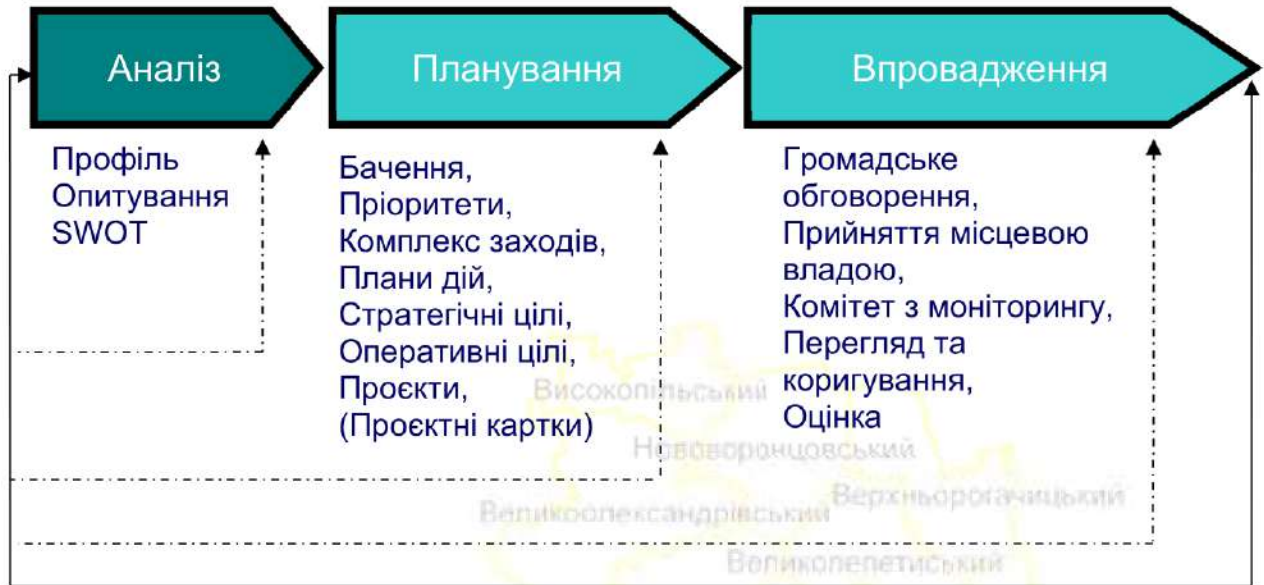 Аналіз
Планування
Впровадження
Профіль
Опитування
SWOT
Бачення,
Пріоритети,
Комплекс заходів,
Плани дій,
Стратегічні цілі,
Оперативні цілі,
Проєкти,
(Проєктні картки)
Громадське
обговорення,
Прийняття місцевою
владою,
Комітет з моніторингу,
Перегляд та
коригування,
Оцінка
Високопільський
Нововоронцовський
Верхньорогачицький
Великоолександрівський
Великолепетиський